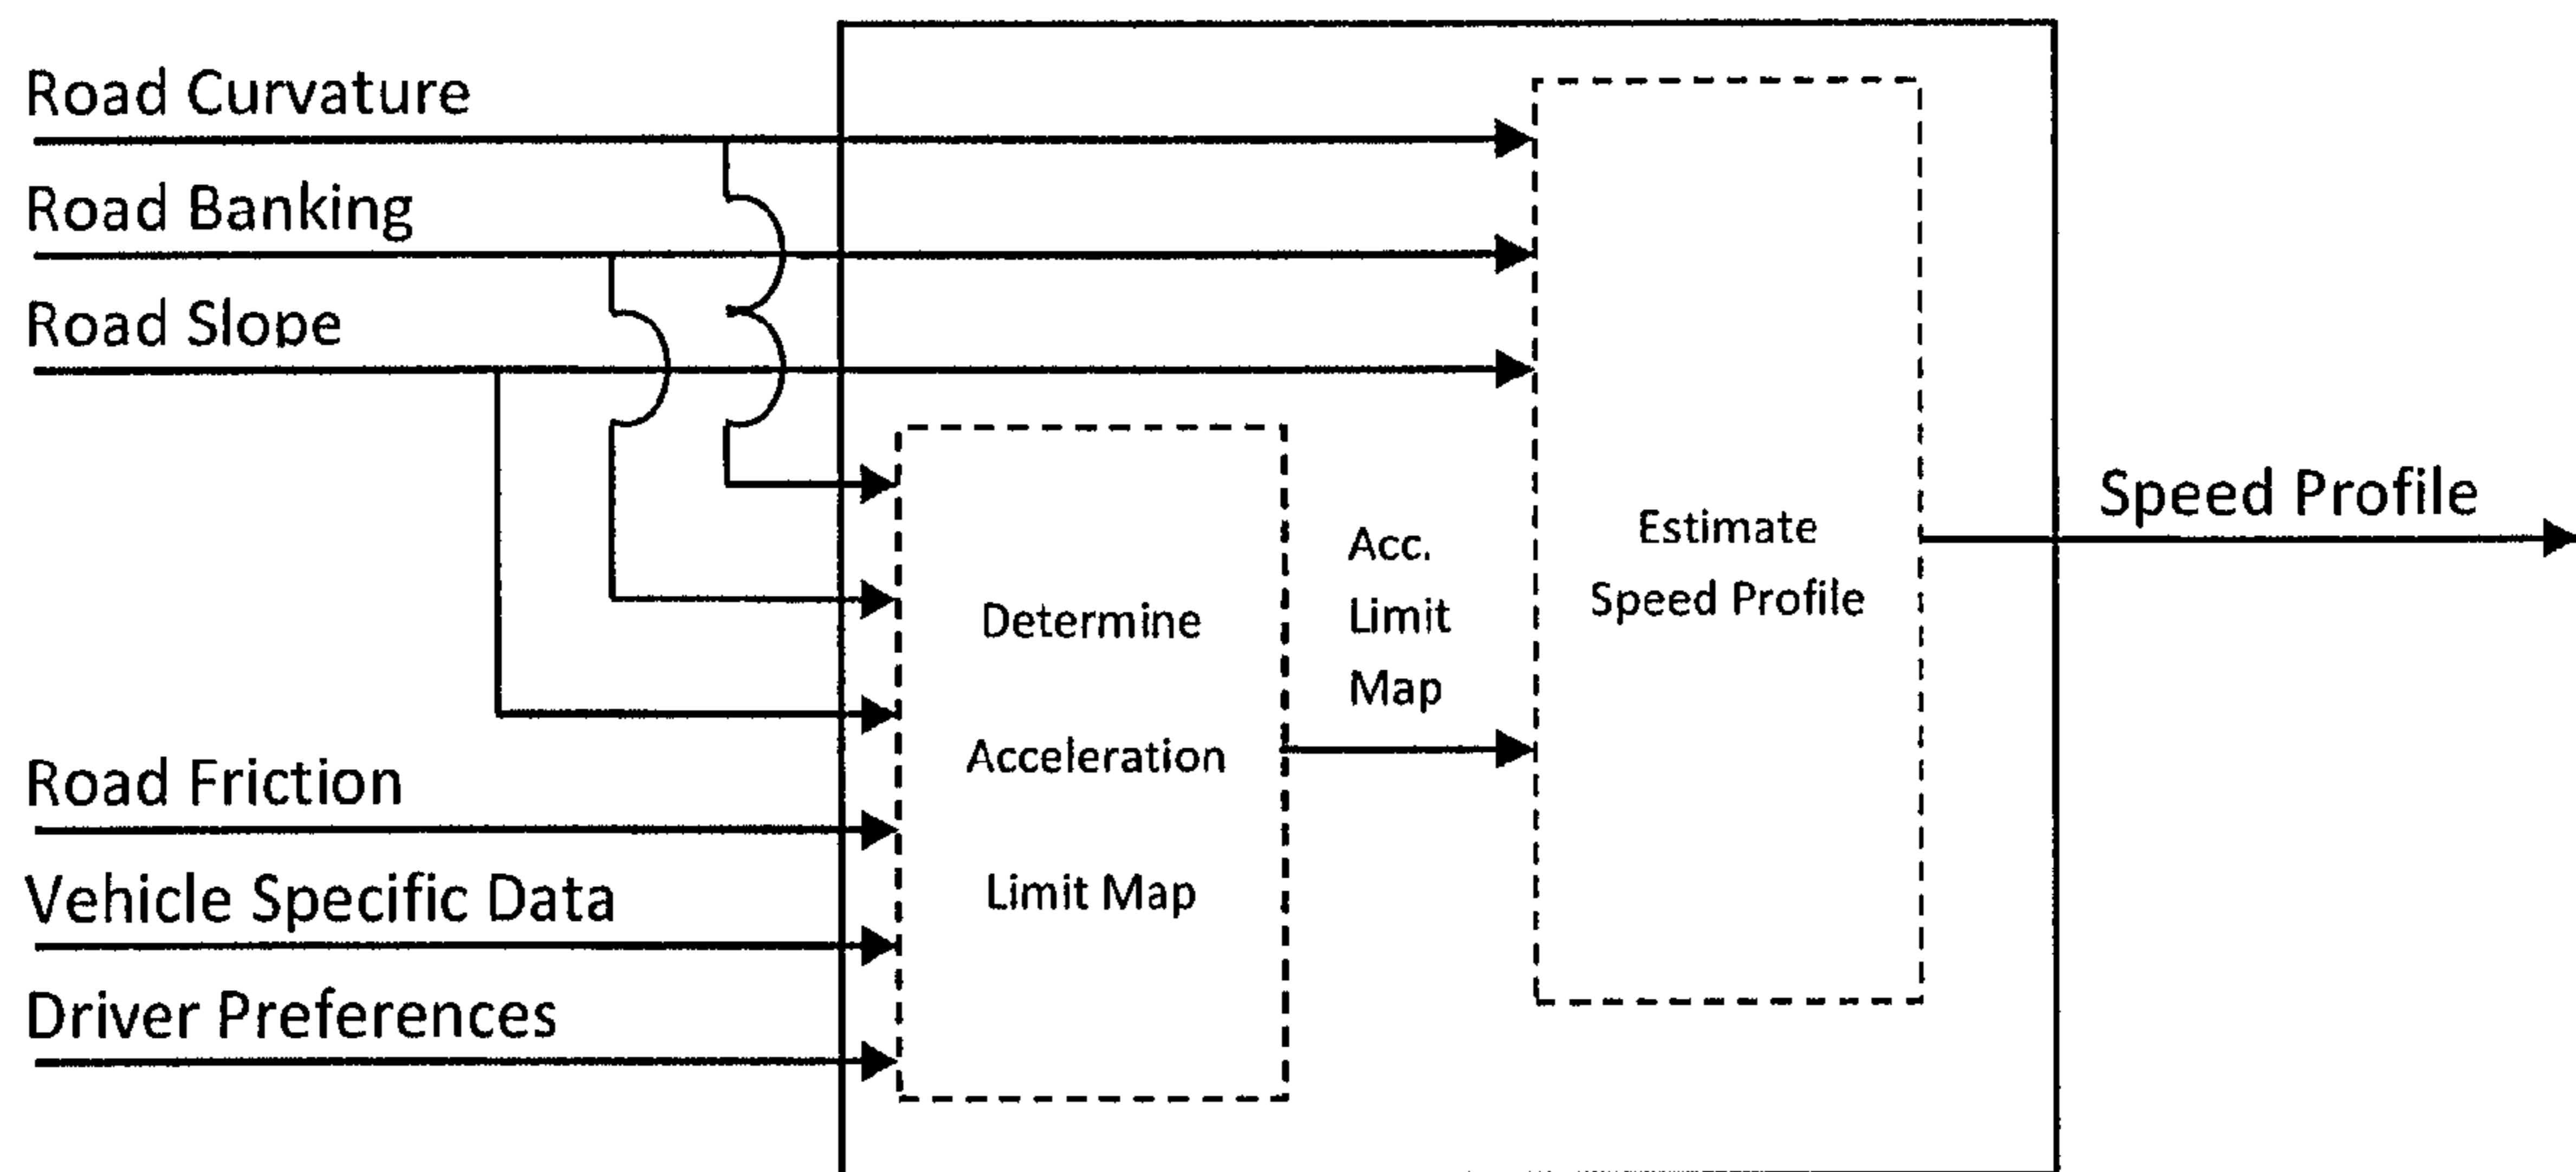 Road Curvature
Road Banking
Road Slope
Road Friction
Vehicle Specific Data
Driver Preferences
Determine
Acceleration
Limit Map
Acc.
Limit
Map
Estimate
Speed Profile
Speed Profile